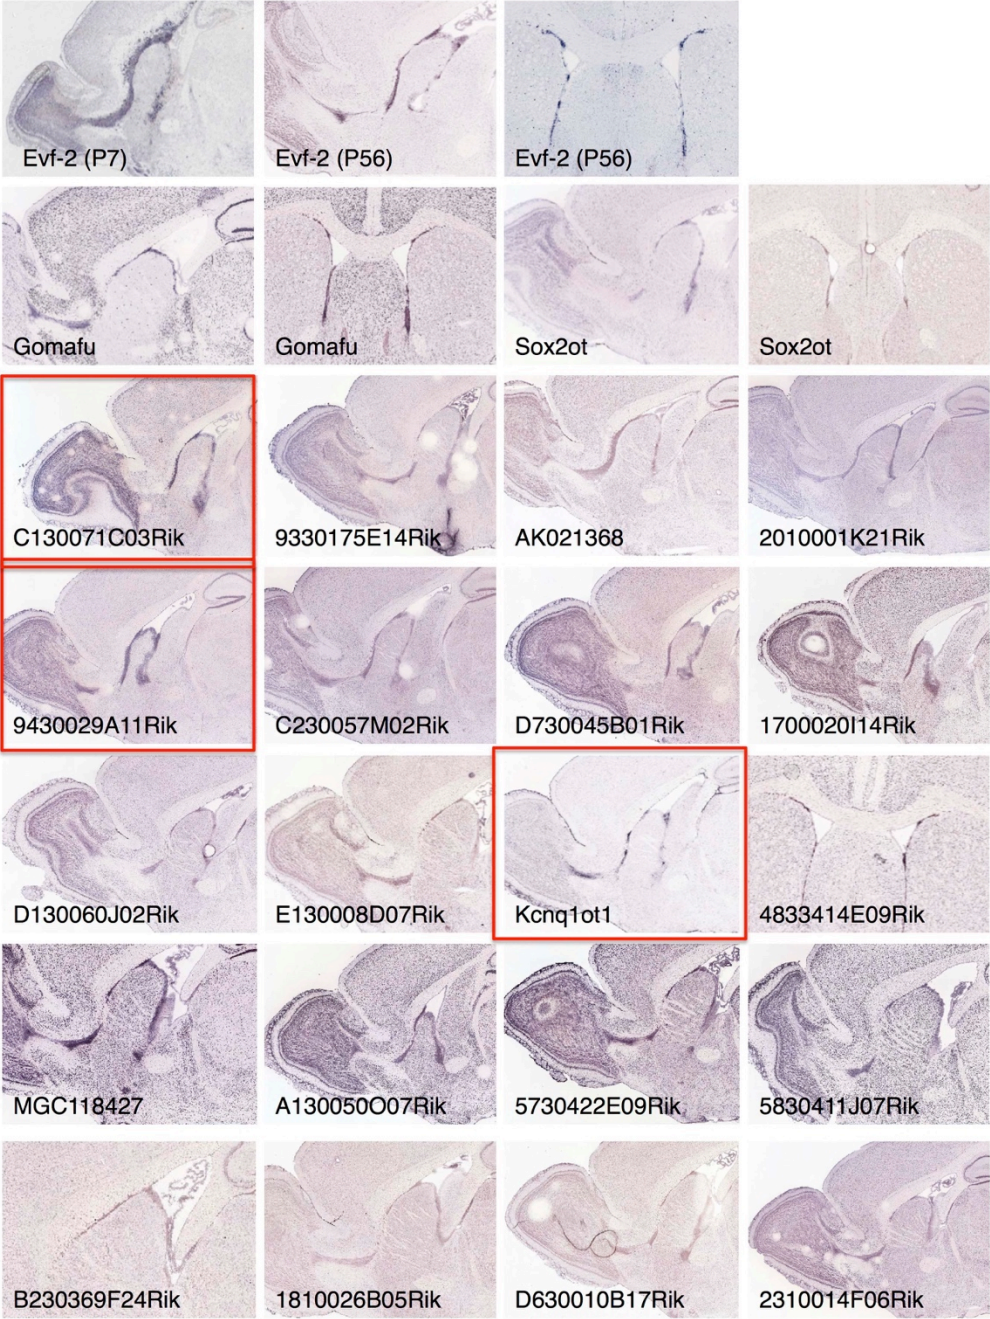 Evf-2 (P7)
Evf-2 (P56)
Evf-2 (P56)
Gomafu
Gomafu
Sox2ot
Sox2ot
C130071C03Rik
9330175E14Rik
AK021368
2010001K21Rik
9430029A11Rik
C230057M02Rik
D730045B01Rik
1700020I14Rik
D130060J02Rik
E130008D07Rik
Kcnq1ot1
4833414E09Rik
MGC118427
A130050O07Rik
5730422E09Rik
5830411J07Rik
B230369F24Rik
1810026B05Rik
D630010B17Rik
2310014F06Rik